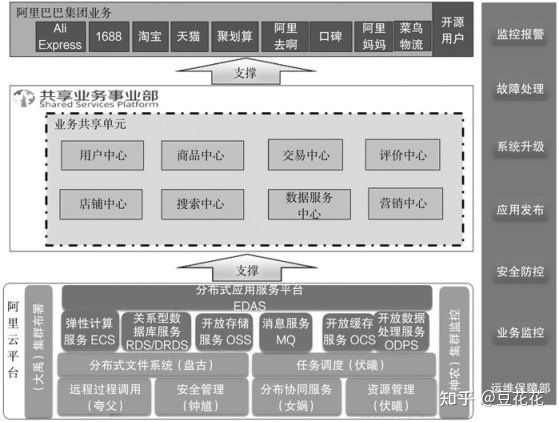 阿里巴巴集团业务
Ali
Express
1688
淘宝
天猫
聚划算
阿里
去啊
口碑
阿里
妈妈
菜鸟
物流
开源
用户
支撑
共享业务事业部
Shared Services Platform
业务共享单元
用户中心
商品中心
交易中心
评价中心
店铺中心
搜索中心
数据服务
中心
营销中心
支撑
阿里云平台
(大禹)集群布署
分布式应用服务平台
EDAS
弹性计算
服务 ECS
关系型数
据库服务
RDS/DRDS
开放存储
服务 OSS
消息服务
MQ
开放缓存
服务 OCS
开放数据
处理服务
ODPS
分布式文件系统(盘古)
任务调度(伏曦)
远程过程调用
(夸父)
安全管理
(钟馗)
分布协同服务
(女娲)
资源管理
(伏曦)
(神农)集群监控
监控报警
故障处理
系统升级
应用发布
安全防控
业务监控
运维保障部
知乎 @豆花花